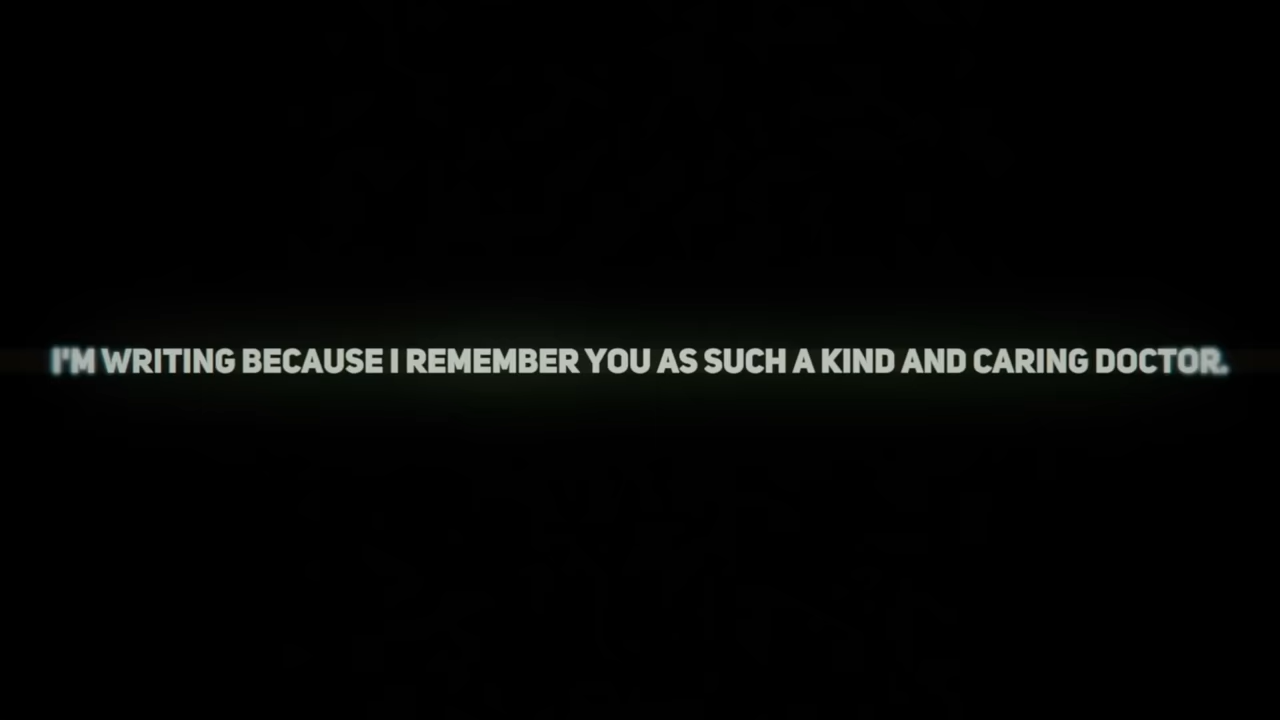 I'M WRITING BECAUSE I REMEMBER YOU AS SUCH A KIND AND CARING DOCTOR.